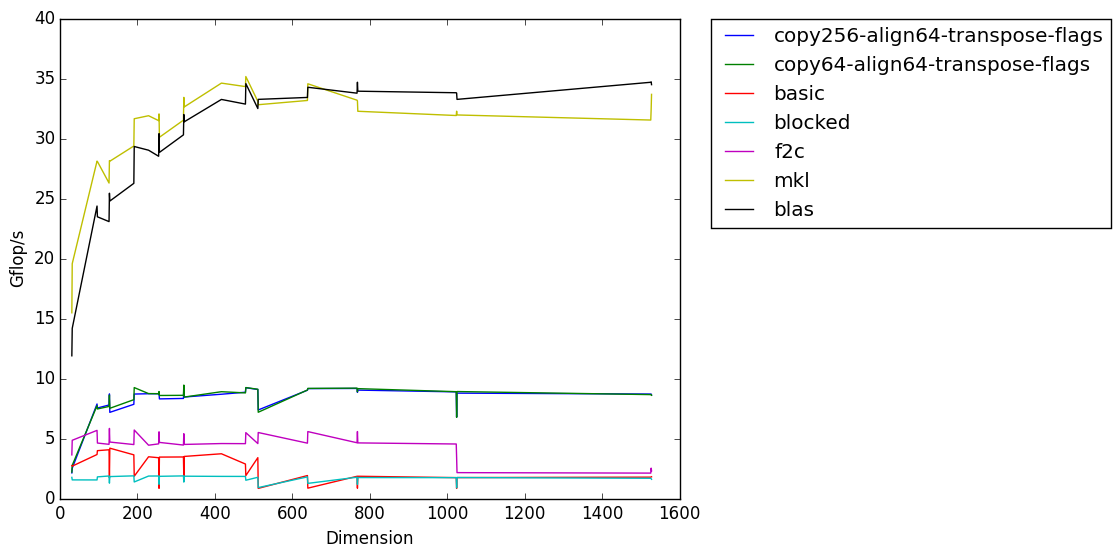 40
35
30
25
20
15
10
5
0
Gflop/s
0 200 400 600 800 1000 1200 1400 1600
Dimension
copy256-align64-transpose-flags
copy64-align64-transpose-flags
basic
blocked
f2c
mkl
blas